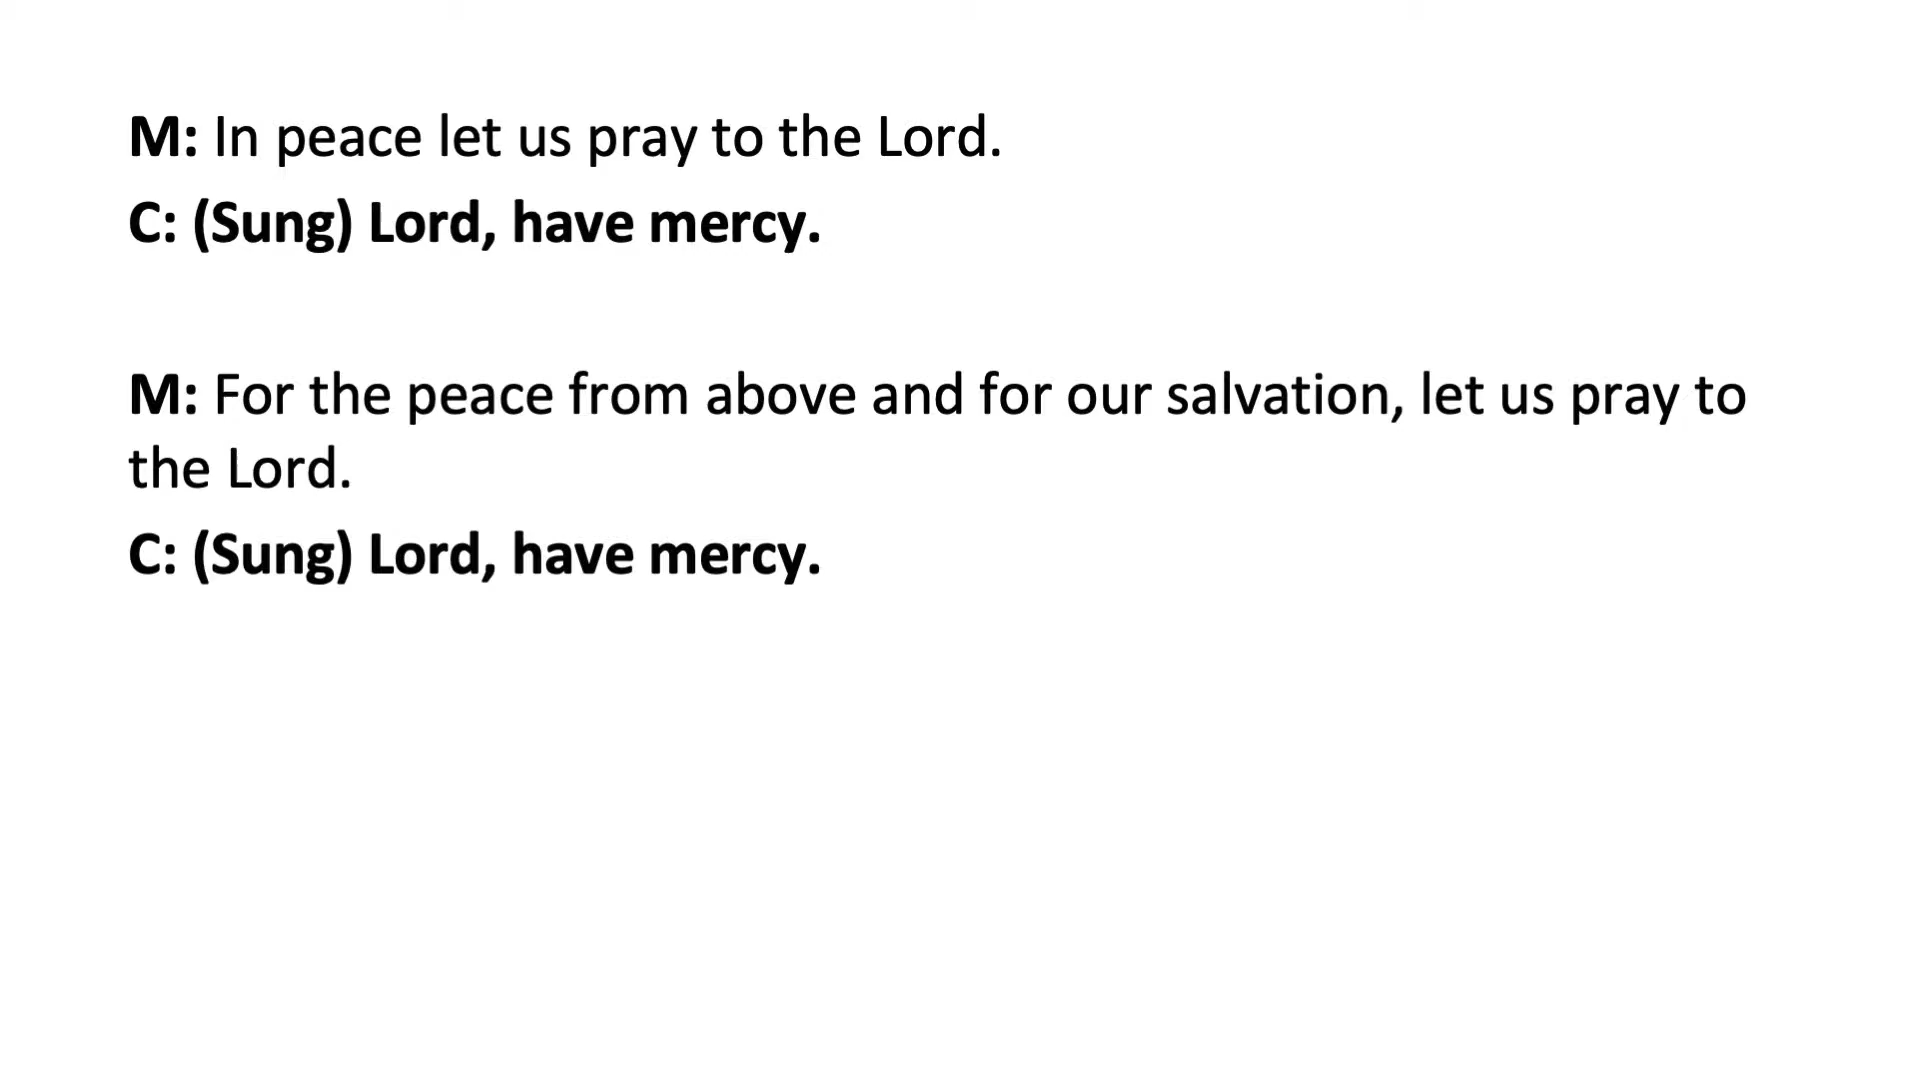 M: In peace let us pray to the Lord.
C: (Sung) Lord, have mercy.
M: For the peace from above and for our salvation, let us pray to
the Lord.
C: (Sung) Lord, have mercy.